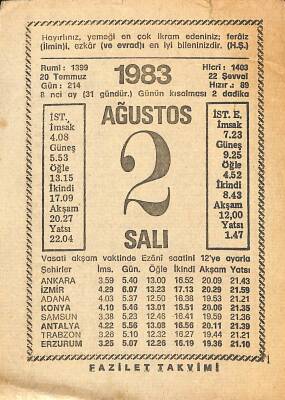 Hayırlınız, yemeği en çok ikram edeniniz; ferâiz
(ilmini), ezkâr (ve evrad) en iyi bileninizdir. (H.Ş.)
Rumi: 1399
20 Temmuz
Gün: 214
1983
Hicri: 1403
22 Şevval
Hızır: 89
8 nci ay (31 gündür.) Günün kısalması 2 dadika
İST.,
İmsak
4.08
Güneş
5.53
Öğle
13.15
İkindi
17.09
Akşam
20.27
Yatsı
22.04
AĞUSTOS
2
SALI
İST. E.
İmsak
7.23
Güneş
9.25
Öğle
4.52
İkindi
8.43
Akşam
12,00
Yatsı
1.47
Vasati akşam vaktinde Ezânî saatini 12'ye ayarla
Şehirler İms. Gün. Öğle İkindi Akşam Yatsı
ANKARA 3.59 5.40 13.00 16.52 20.09 21.43
İZMİR 4.29 6.07 13.23 17.13 20.29 21.59
ADANA 4.03 5.37 12.50 16.38 19.53 21.21
KONYA 4.10 5.46 13.01 16.51 20.06 21.35
SAMSUN 3.38 5.23 12.46 16.41 19.59 21.36
ANTALYA 4.22 5.56 13.08 16.56 20.11 21.39
TRABZON 3.26 5.10 12.32 16.27 19.44 21.21
ERZURUM 3.25 5.07 12.26 16.19 19.36 21.10
FAZİLET TAKVİMİ